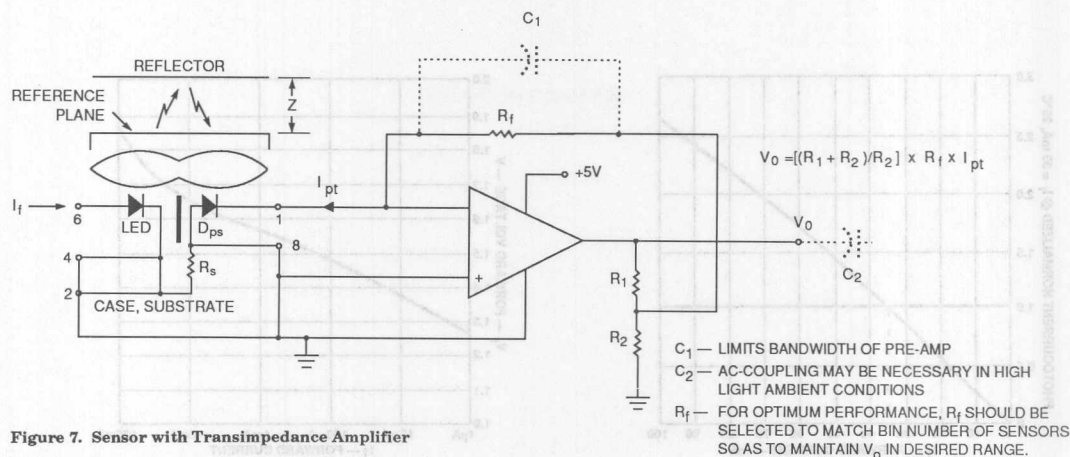 C1
REFLECTOR
Z
REFERENCE
PLANE
Rf
+5V
V0 =[(R1 + R2 )/R2 ] x Rf x Ipt
If
6
LED
Dps
1
Ipt
V0
4
Rs
8
+
R1
C2
2
CASE, SUBSTRATE
R2
C1 — LIMITS BANDWIDTH OF PRE-AMP
C2 — AC-COUPLING MAY BE NECESSARY IN HIGH
LIGHT AMBIENT CONDITIONS
Rf — FOR OPTIMUM PERFORMANCE, Rf SHOULD BE
SELECTED TO MATCH BIN NUMBER OF SENSORS
SO AS TO MAINTAIN Vo IN DESIRED RANGE.
Figure 7. Sensor with Transimpedance Amplifier